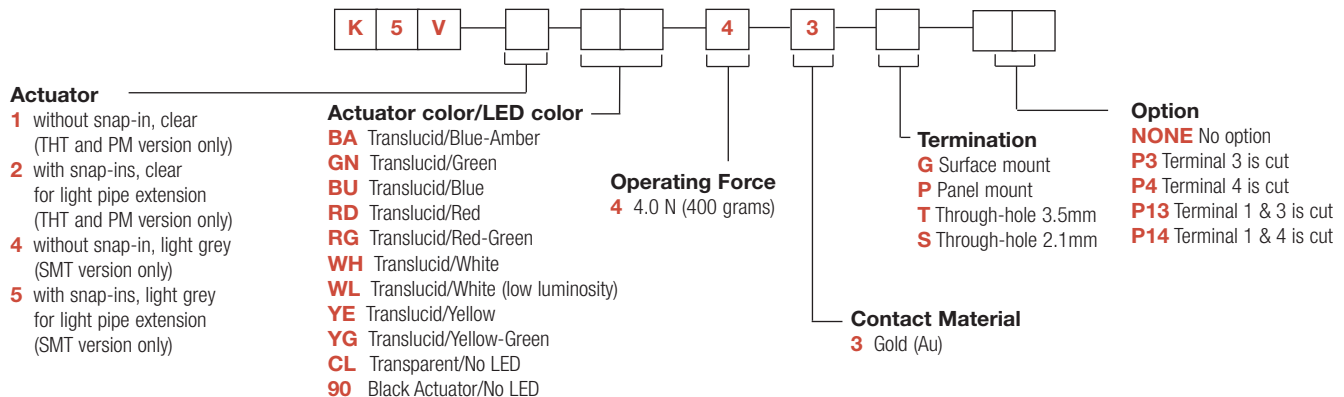 K 5 V 4 3
Actuator
1 without snap-in, clear
(THT and PM version only)
2 with snap-ins, clear
for light pipe extension
(THT and PM version only)
4 without snap-in, light grey
(SMT version only)
5 with snap-ins, light grey
for light pipe extension
(SMT version only)
Actuator color/LED color
BA Translucid/Blue-Amber
GN Translucid/Green
BU Translucid/Blue
RD Translucid/Red
RG Translucid/Red-Green
WH Translucid/White
WL Translucid/White (low luminosity)
YE Translucid/Yellow
YG Translucid/Yellow-Green
CL Transparent/No LED
90 Black Actuator/No LED
Operating Force
4 4.0 N (400 grams)
Contact Material
3 Gold (Au)
Termination
G Surface mount
P Panel mount
T Through-hole 3.5mm
S Through-hole 2.1mm
Option
NONE No option
P3 Terminal 3 is cut
P4 Terminal 4 is cut
P13 Terminal 1 & 3 is cut
P14 Terminal 1 & 4 is cut